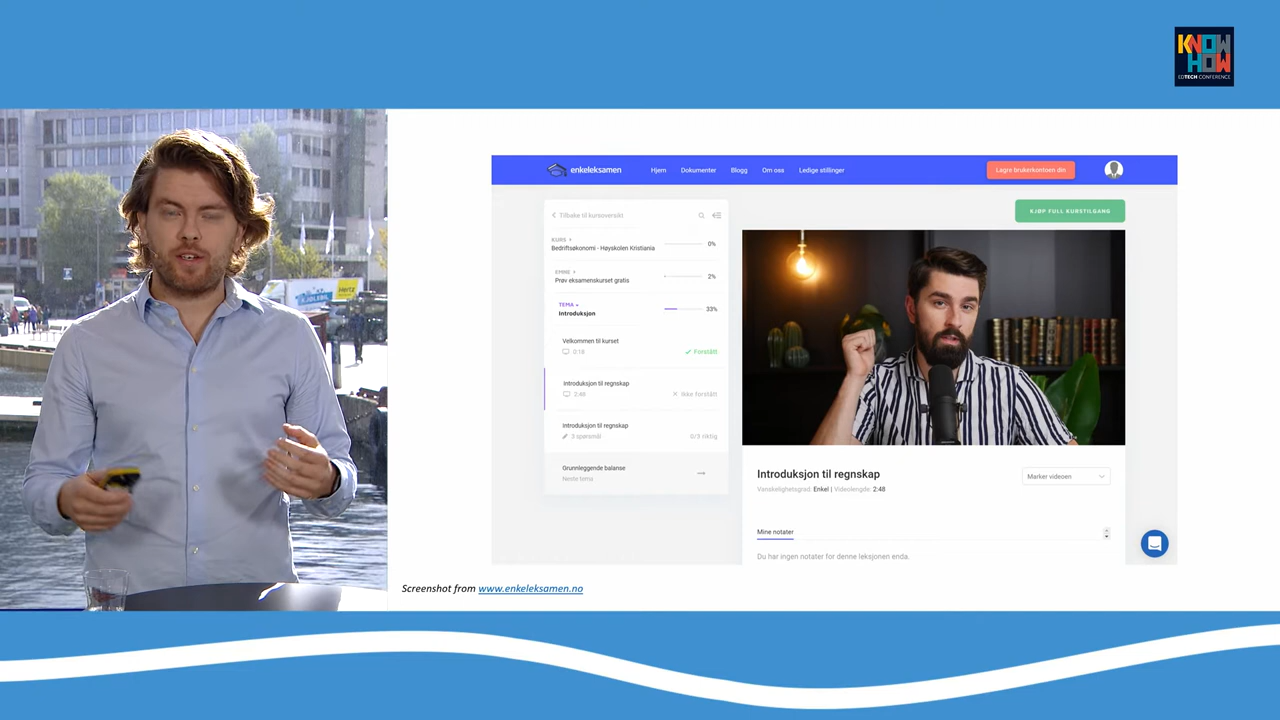 KNOW
HOW
EDTECH CONFERENCE
KJØLEBIL
HERTZ
enkeleksamen
Hjem
Dokumenter
Blogg
Om oss
Ledige stillinger
Lagre brukerkontoen din
KJØP FULL KURSTILGANG
Tilbake til kursoversikt
KURS
Bedriftsøkonomi - Høyskolen Kristiania
0%
EMNE
Prøv eksamenskurset gratis
2%
TEMA
Introduksjon
33%
Velkommen til kurset
0:18
Forstått
Introduksjon til regnskap
2:48
Ikke forstått
Introduksjon til regnskap
3 spørsmål
0/3 riktig
Grunnleggende balanse
Neste tema
Introduksjon til regnskap
Vanskelighetsgrad: Enkel | Videolengde: 2:48
Marker videoen
Mine notater
Du har ingen notater for denne leksjonen enda.
Screenshot from www.enkeleksamen.no